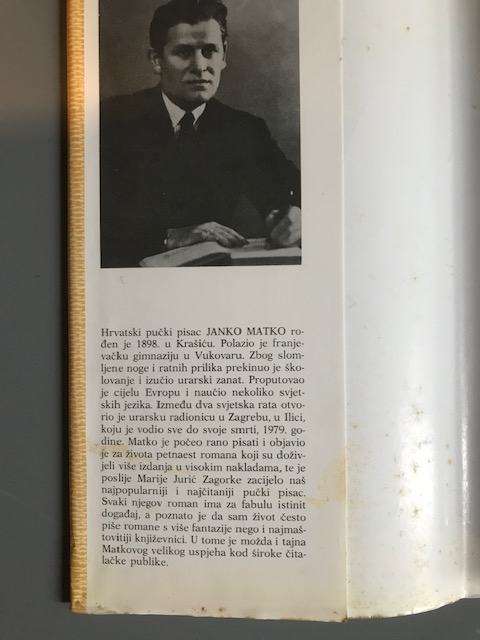 Hrvatski pučki pisac JANKO MATKO ro-
đen je 1898. u Krašiću. Polazio je franje-
vačku gimnaziju u Vukovaru. Zbog slom-
ljene noge i ratnih prilika prekinuo je ško-
lovanje i izučio urarski zanat. Proputovao
je cijelu Evropu i naučio nekoliko svjet-
skih jezika. Između dva svjetska rata otvo-
rio je urarsku radionicu u Zagrebu, u Ilici,
koju je vodio sve do svoje smrti, 1979. go-
dine. Matko je počeo rano pisati i objavio
je za života petnaest romana koji su doživ-
jeli više izdanja u visokim nakladama, te je
poslije Marije Jurić Zagorke zacijelo naš
najpopularniji i najčitaniji pučki pisac.
Svaki njegov roman ima za fabulu istinit
događaj, a poznato je da sam život često
piše romane s više fantazije nego i najmaš-
tovitiji književnici. U tome je možda i tajna
Matkovog velikog uspjeha kod široke čita-
lačke publike.